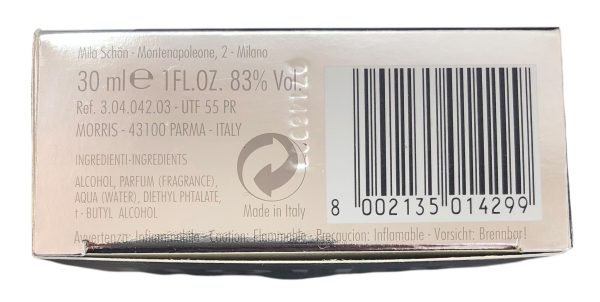 Mila Schön - Montenapoleone, 2 - Milano
30 ml ℮ 1FL.OZ. 83% Vol.
Ref. 3.04.042.03 - UTF 55 PR
MORRIS - 43100 PARMA - ITALY
INGREDIENTI-INGREDIENTS
ALCOHOL, PARFUM (FRAGRANCE),
AQUA (WATER), DIETHYL PHTALATE,
t - BUTYL ALCOHOL
Made in Italy
8 002135 014299
Avvertenza: Infiammabile - Caution: Flammable - Precaucion: Inflamable - Vorsicht: Brennbar!